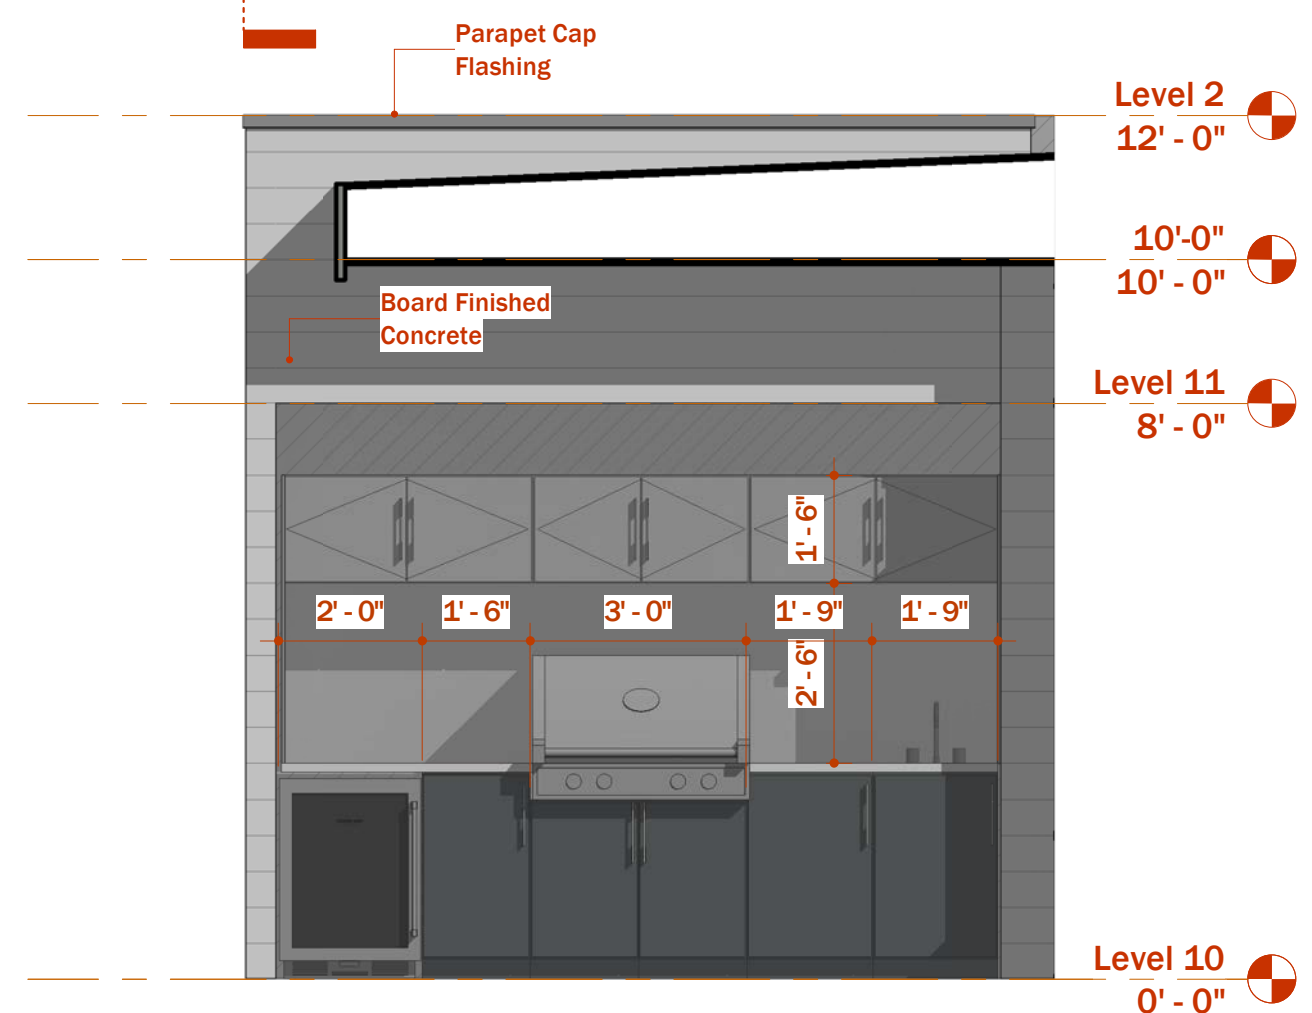 Parapet Cap
Flashing
Level 2
12' - 0"
10'-0"
10' - 0"
Board Finished
Concrete
Level 11
8' - 0"
1' - 6"
2' - 0"
1' - 6"
3' - 0"
1' - 9"
1' - 9"
2' - 6"
Level 10
0' - 0"